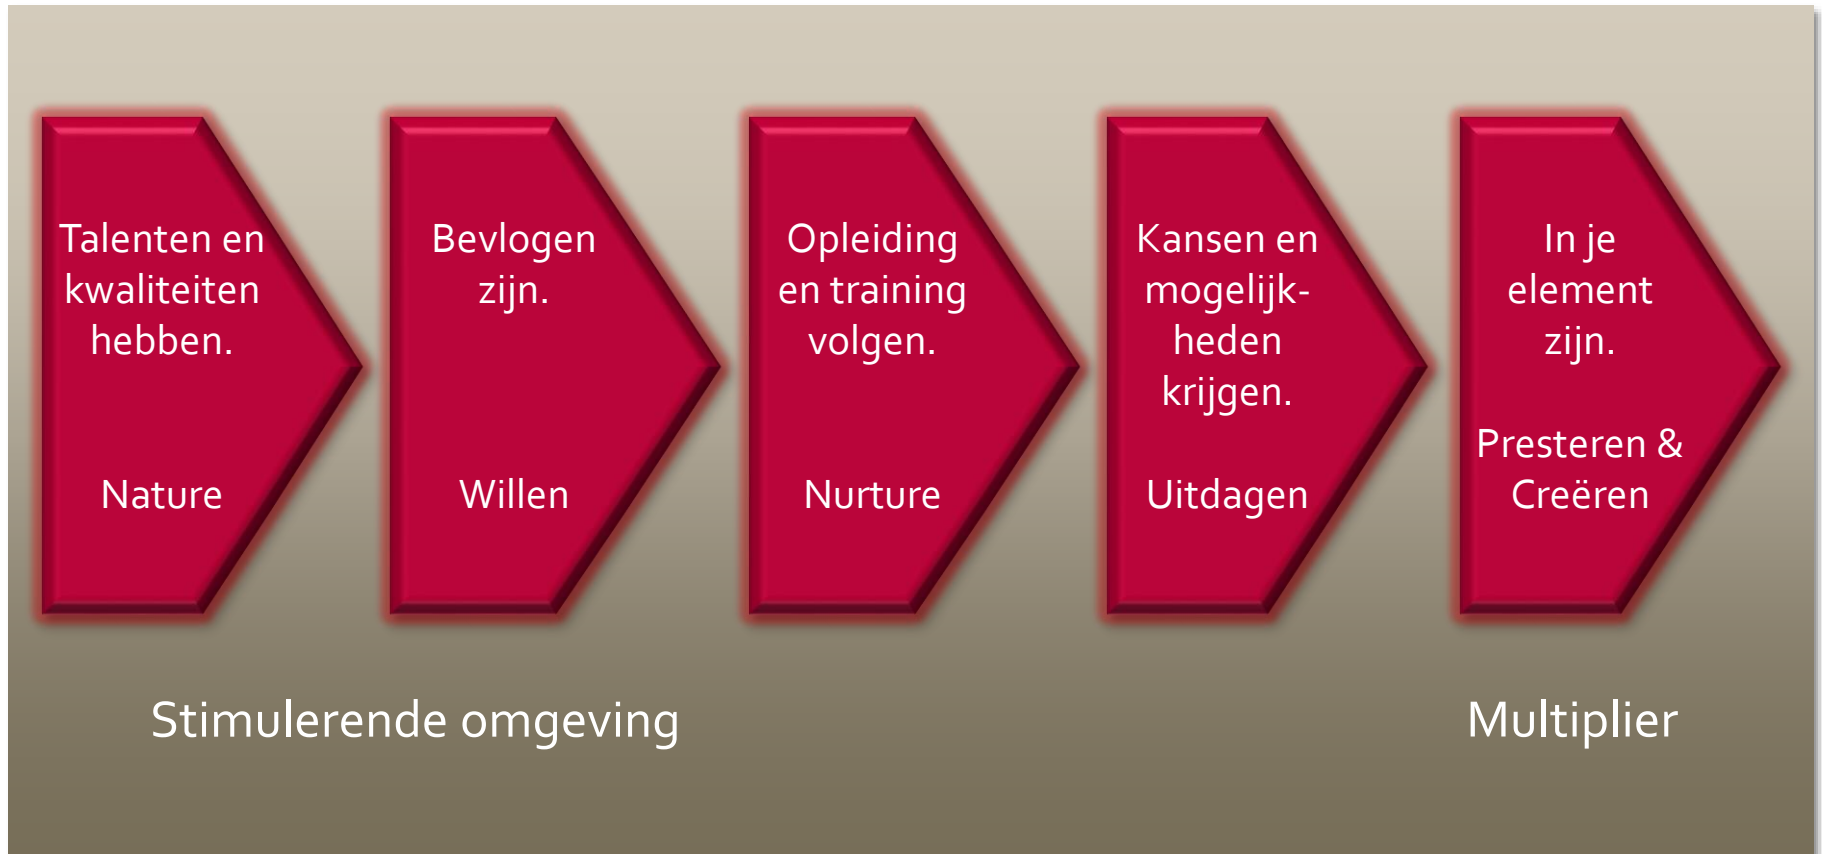 Talenten en
kwaliteiten
hebben.
Nature
Bevlogen
zijn.
Willen
Opleiding
en training
volgen.
Nurture
Kansen en
mogelijk-
heden
krijgen.
Uitdagen
In je
element
zijn.
Presteren &
Creëren
Stimulerende omgeving
Multiplier